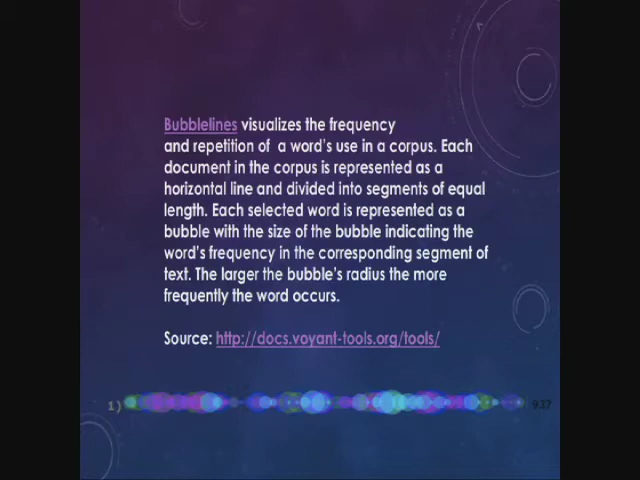 Bubblelines visualizes the frequency
and repetition of a word's use in a corpus. Each
document in the corpus is represented as a
horizontal line and divided into segments of equal
length. Each selected word is represented as a
bubble with the size of the bubble indicating the
word's frequency in the corresponding segment of
text. The larger the bubble's radius the more
frequently the word occurs.
Source: http://docs.voyant-tools.org/tools/
1) 937